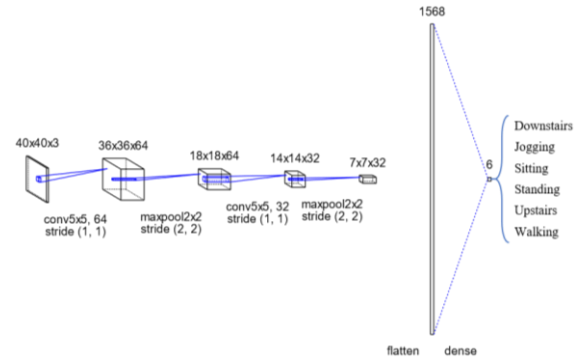 1568
40x40x3
36x36x64
18x18x64
14x14x32
7x7x32
6
conv5x5, 64
stride (1, 1)
maxpool2x2
stride (2, 2)
conv5x5, 32
stride (1, 1)
maxpool2x2
stride (2, 2)
Downstairs
Jogging
Sitting
Standing
Upstairs
Walking
flatten
dense